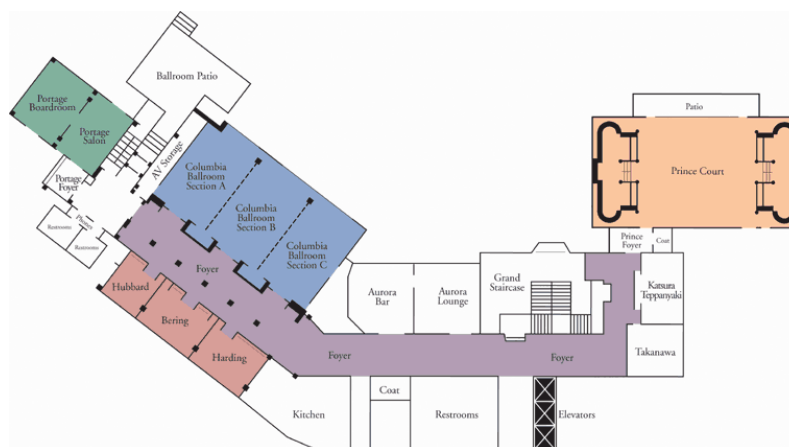 Ballroom Patio
Portage
Boardroom
Portage
Salon
AV Storage
Portage
Foyer
Phones
Restrooms
Restrooms
Columbia
Ballroom
Section A
Columbia
Ballroom
Section B
Columbia
Ballroom
Section C
Foyer
Hubbard
Bering
Harding
Patio
Prince Court
Prince
Foyer
Coat
Aurora
Bar
Aurora
Lounge
Grand
Staircase
Katsura
Teppanyaki
Takanawa
Foyer
Foyer
Kitchen
Coat
Restrooms
Elevators